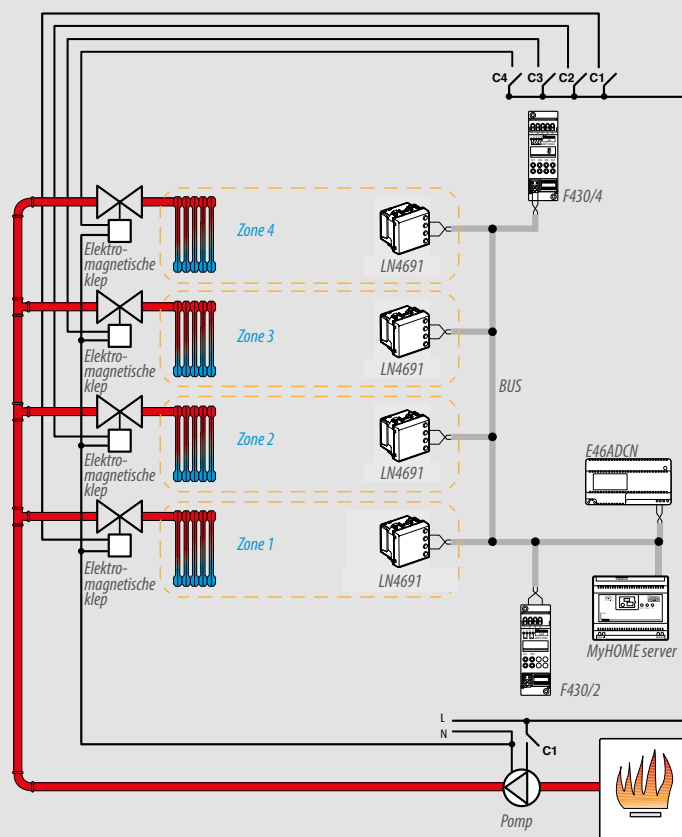 C4
C3
C2
C1
F430/4
Elektro-
magnetische
klep
Zone 4
LN4691
Elektro-
magnetische
klep
Zone 3
LN4691
BUS
Elektro-
magnetische
klep
Zone 2
LN4691
E46ADCN
Elektro-
magnetische
klep
Zone 1
LN4691
MyHOME server
F430/2
L
N
C1
Pomp